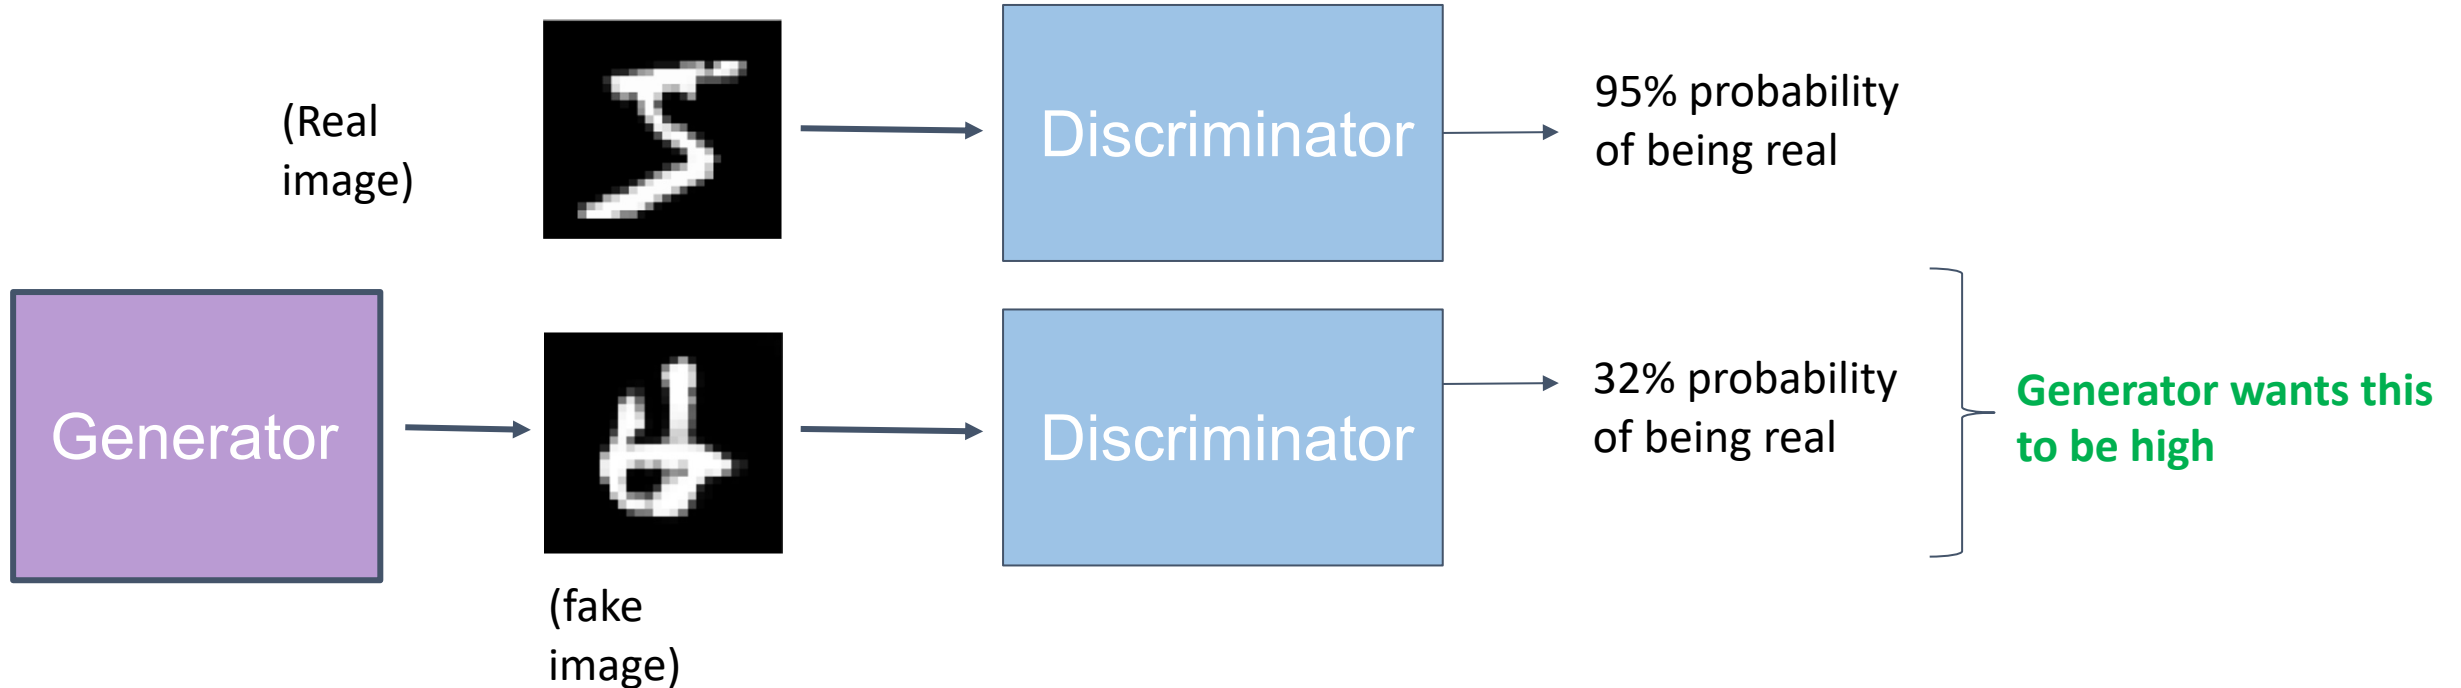 (Real
image)
Discriminator
95% probability
of being real
Generator
(fake
image)
Discriminator
32% probability
of being real
Generator wants this
to be high